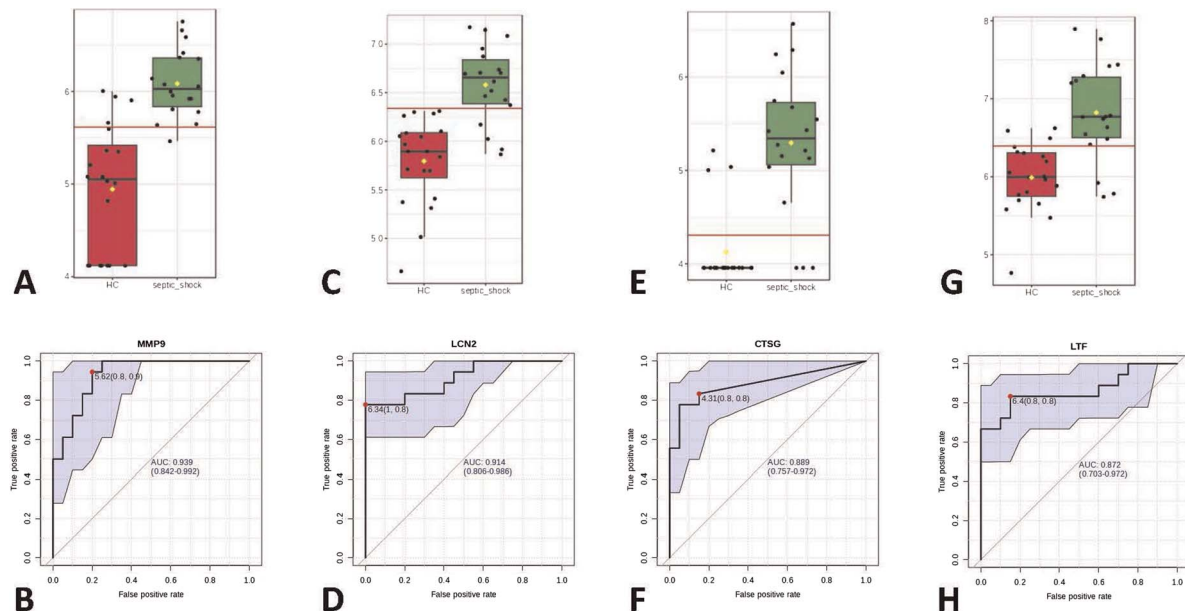 6
5
4
HC
septic_shock
A
7.0
6.5
6.0
5.5
5.0
HC
septic_shock
C
6
5
4
HC
septic_shock
E
8
7
6
5
HC
septic_shock
G
MMP9
1.0
0.8
0.6
0.4
0.2
0.0
True positive rate
5.62(0.8, 0.9)
AUC: 0.939
(0.842-0.992)
0.0 0.2 0.4 0.6 0.8 1.0
False positive rate
B
LCN2
1.0
0.8
0.6
0.4
0.2
0.0
True positive rate
6.34(1, 0.8)
AUC: 0.914
(0.806-0.986)
0.0 0.2 0.4 0.6 0.8 1.0
False positive rate
D
CTSG
1.0
0.8
0.6
0.4
0.2
0.0
True positive rate
4.31(0.8, 0.8)
AUC: 0.889
(0.757-0.972)
0.0 0.2 0.4 0.6 0.8 1.0
False positive rate
F
LTF
1.0
0.8
0.6
0.4
0.2
0.0
True positive rate
6.4(0.8, 0.8)
AUC: 0.872
(0.703-0.972)
0.0 0.2 0.4 0.6 0.8 1.0
False positive rate
H